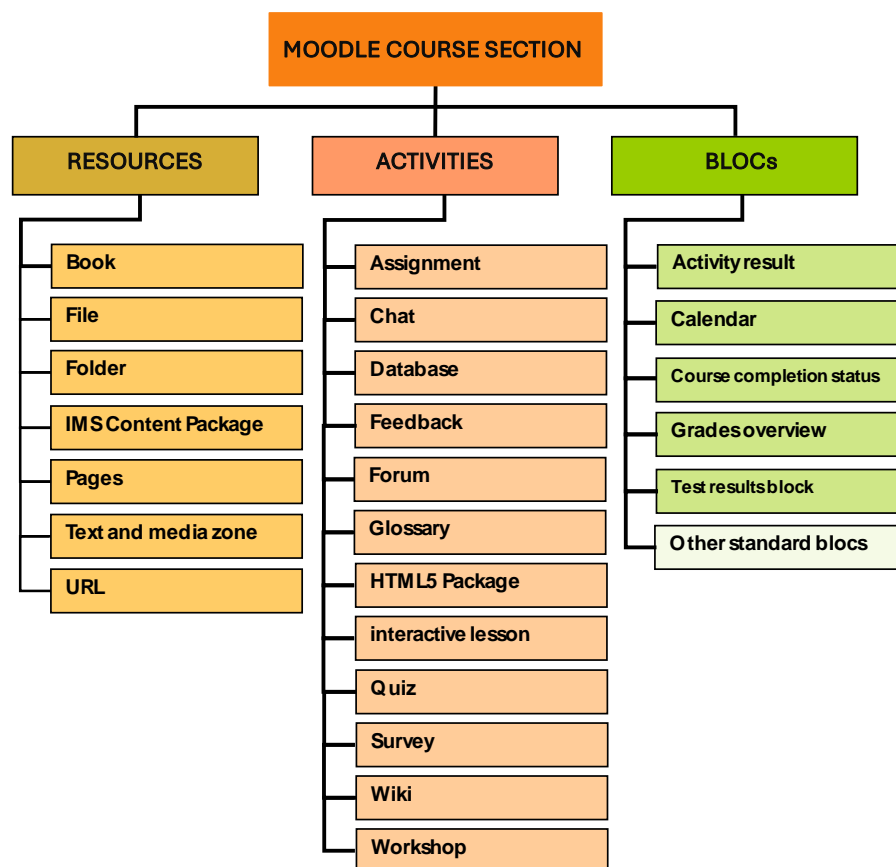 MOODLE COURSE SECTION
RESOURCES
Book
File
Folder
IMS Content Package
Pages
Text and media zone
URL
ACTIVITIES
Assignment
Chat
Database
Feedback
Forum
Glossary
HTML5 Package
interactive lesson
Quiz
Survey
Wiki
Workshop
BLOCs
Activity result
Calendar
Course completion status
Grades overview
Test results block
Other standard blocs